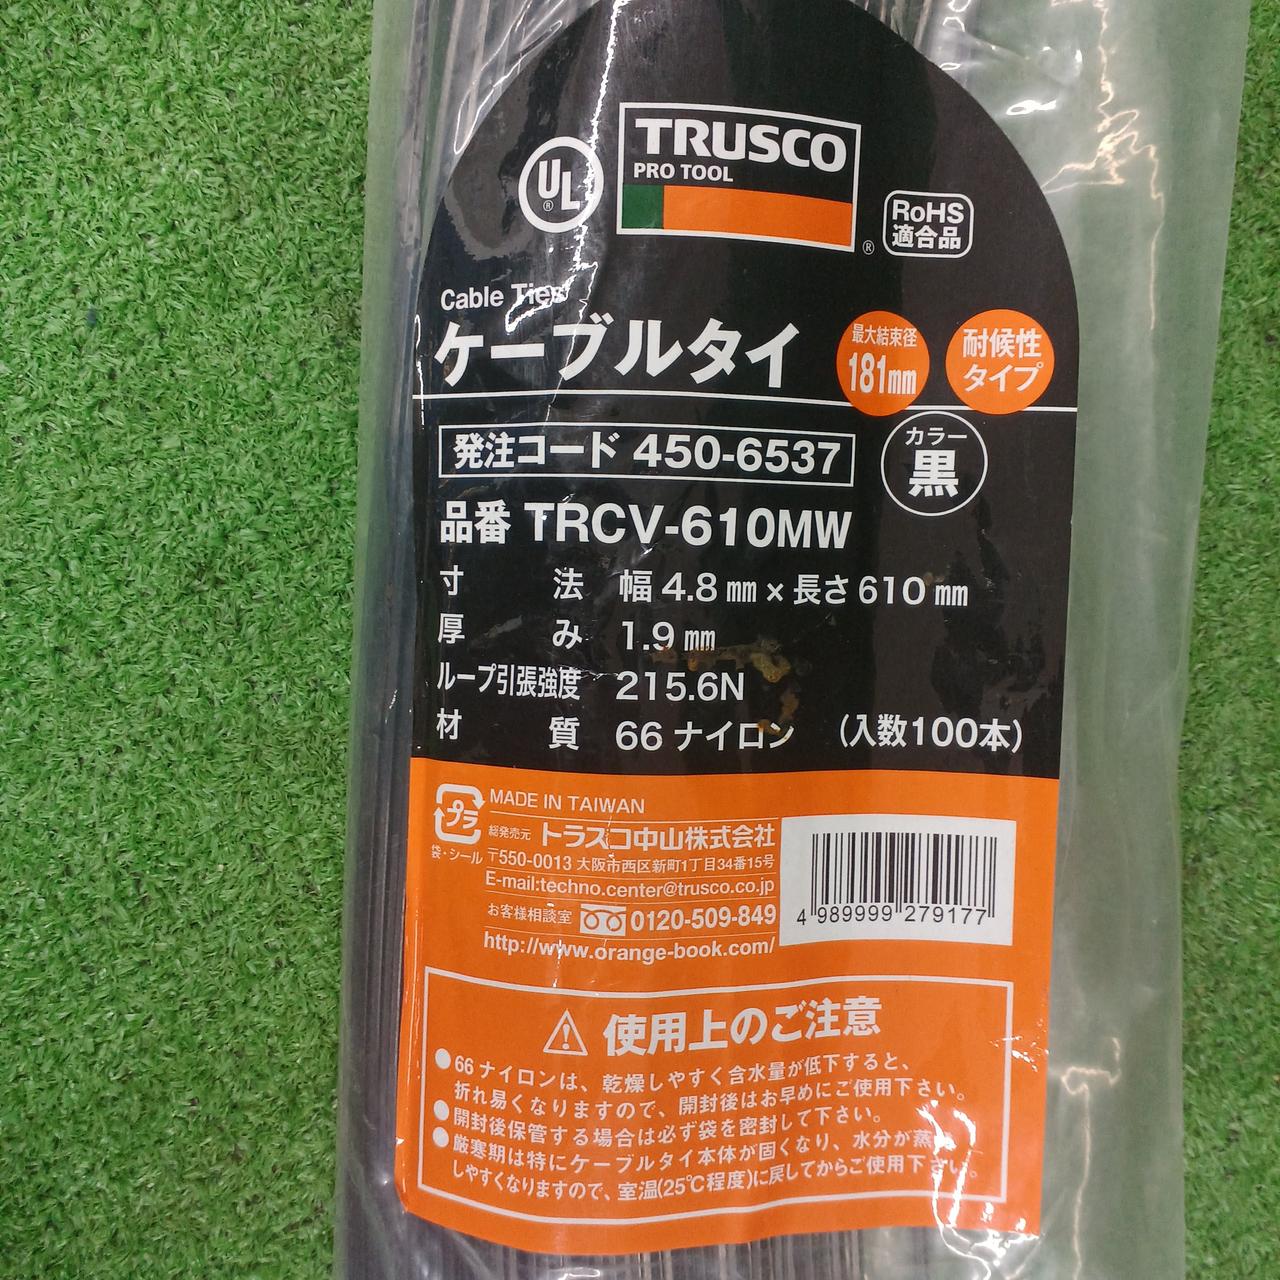 UL®
TRUSCO
PRO TOOL
®
RoHS
適合品
Cable Ties
ケーブルタイ
最大結束径
181mm
耐候性
タイプ
発注コード 450-6537
カラー
黒
品番 TRCV-610MW
寸法 幅 4.8 ㎜ × 長さ 610 ㎜
厚み 1.9 ㎜
ループ引張強度 215.6N
材質 66 ナイロン (入数100本)
プラ
袋・シール
MADE IN TAIWAN
総発売元 トラスコ中山株式会社
〒550-0013 大阪市西区新町1丁目34番15号
E-mail:techno.center@trusco.co.jp
お客様相談室 0120-509-849
http://www.orange-book.com/
4 989999 279177
使用上のご注意
●66 ナイロンは、乾燥しやすく含水量が低下すると、
折れ易くなりますので、開封後はお早めにご使用下さい。
●開封後保管する場合は必ず袋を密封して下さい。
●厳寒期は特にケーブルタイ本体が固くなり、水分が蒸
しやすくなりますので、室温(25℃程度)に戻してからご使用下さい。